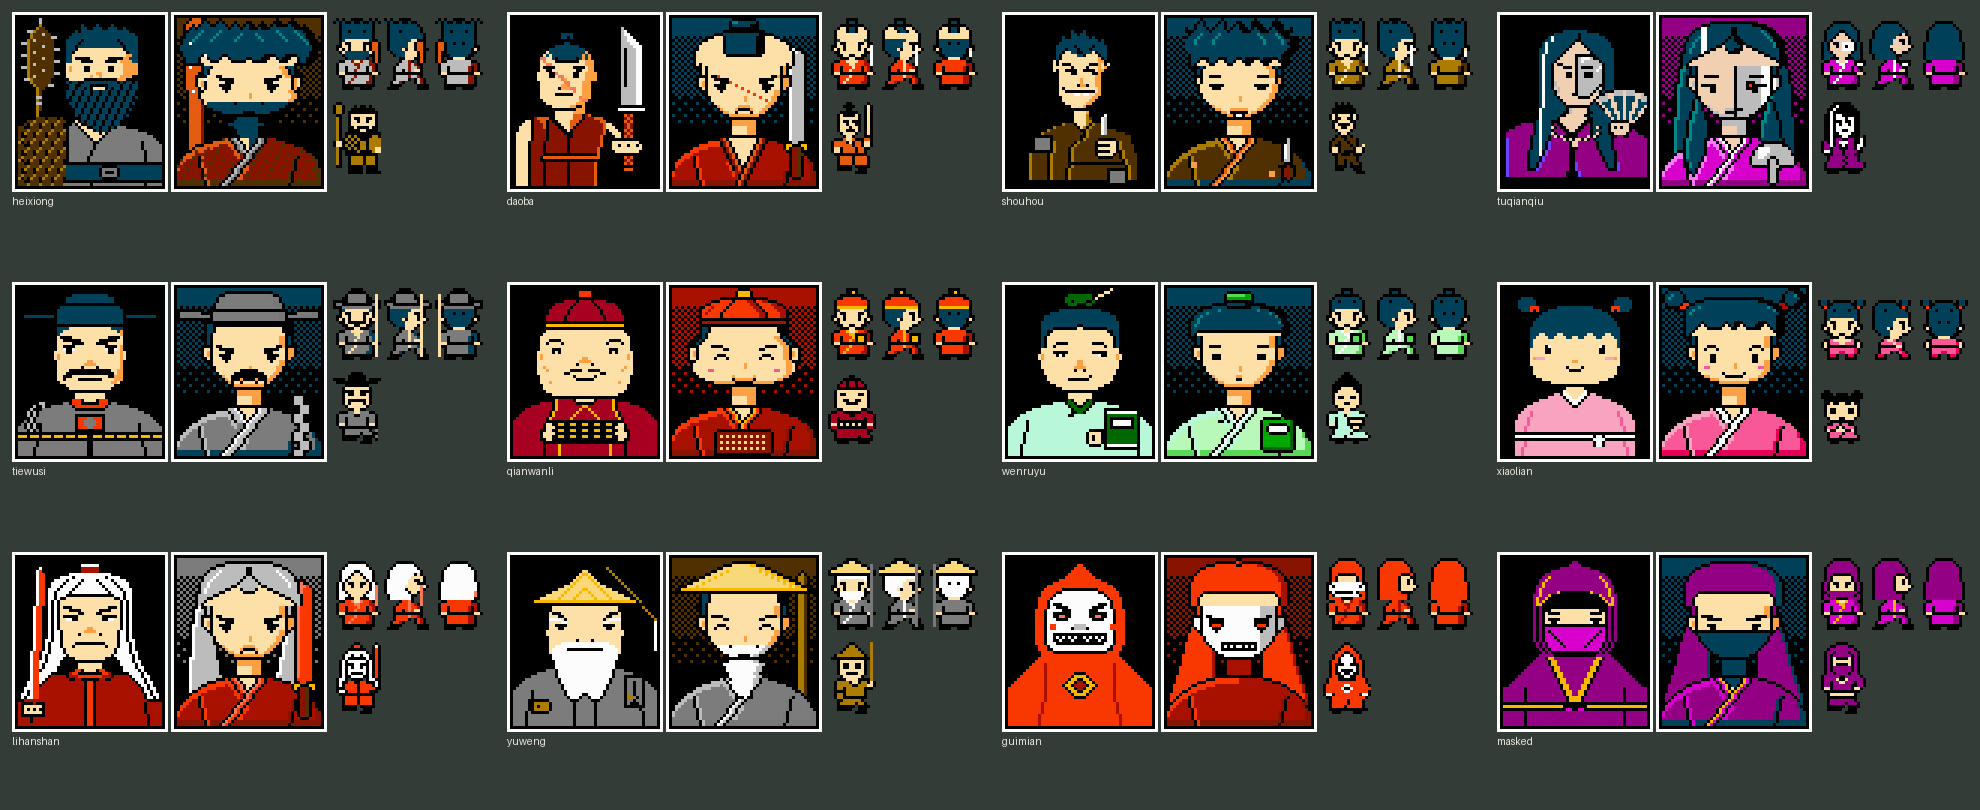 heixiong
daoba
shouhou
tuqianqiu
tiewusi
qianwanli
wenruyu
xiaolian
lihanshan
yuweng
guimian
masked